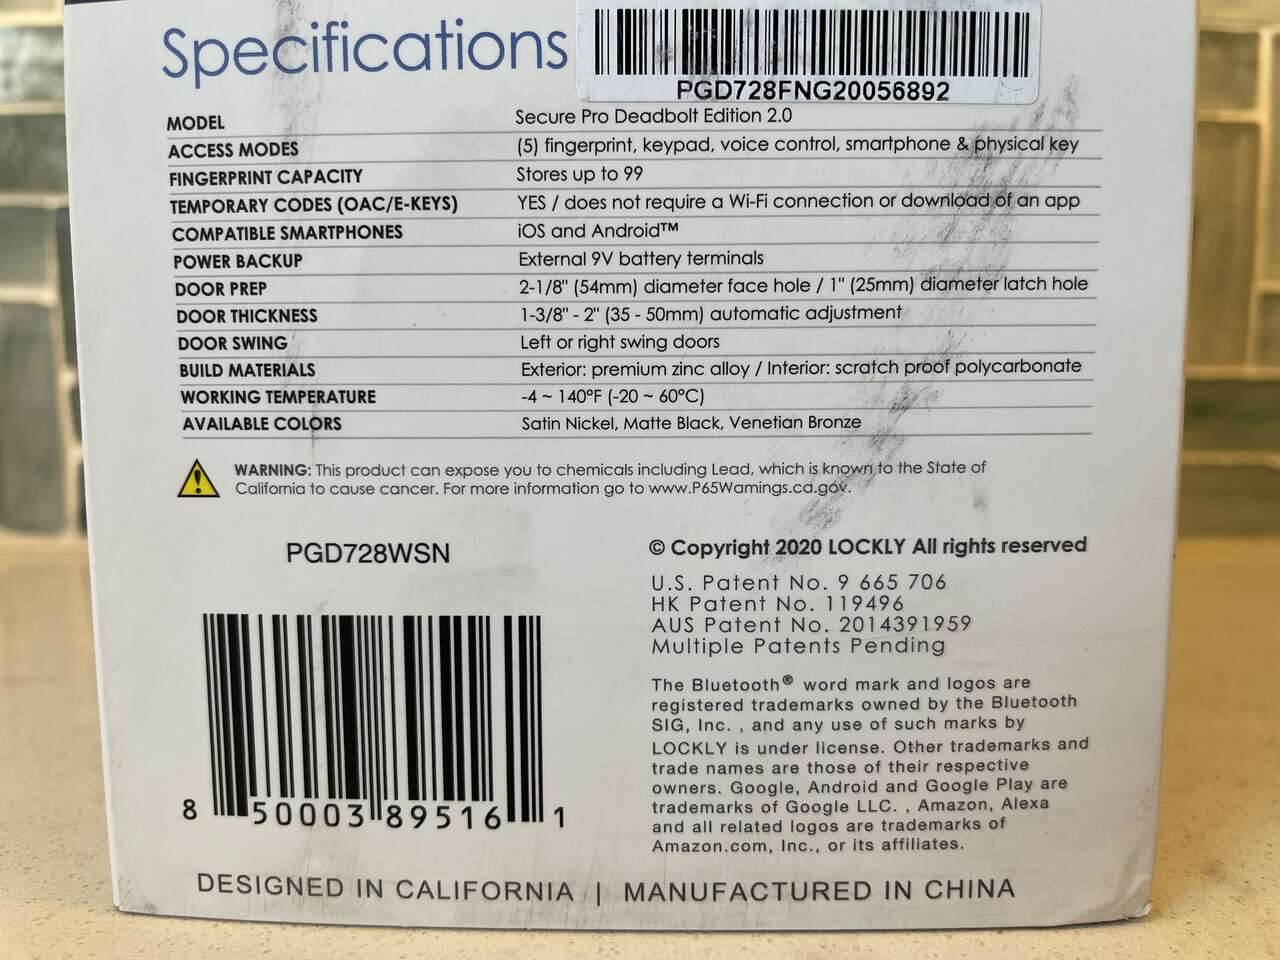 Specifications
PGD728FNG20056892
MODEL Secure Pro Deadbolt Edition 2.0
ACCESS MODES (5) fingerprint, keypad, voice control, smartphone & physical key
FINGERPRINT CAPACITY Stores up to 99
TEMPORARY CODES (OAC/E-KEYS) YES / does not require a Wi-Fi connection or download of an app
COMPATIBLE SMARTPHONES iOS and Android™
POWER BACKUP External 9V battery terminals
DOOR PREP 2-1/8" (54mm) diameter face hole / 1" (25mm) diameter latch hole
DOOR THICKNESS 1-3/8" - 2" (35 - 50mm) automatic adjustment
DOOR SWING Left or right swing doors
BUILD MATERIALS Exterior: premium zinc alloy / Interior: scratch proof polycarbonate
WORKING TEMPERATURE -4 ~ 140ºF (-20 ~ 60ºC)
AVAILABLE COLORS Satin Nickel, Matte Black, Venetian Bronze
WARNING: This product can expose you to chemicals including Lead, which is known to the State of
California to cause cancer. For more information go to www.P65Warnings.ca.gov.
PGD728WSN
8 50003 89516 1
© Copyright 2020 LOCKLY All rights reserved
U.S. Patent No. 9 665 706
HK Patent No. 119496
AUS Patent No. 2014391959
Multiple Patents Pending
The Bluetooth® word mark and logos are
registered trademarks owned by the Bluetooth
SIG, Inc. , and any use of such marks by
LOCKLY is under license. Other trademarks and
trade names are those of their respective
owners. Google, Android and Google Play are
trademarks of Google LLC. , Amazon, Alexa
and all related logos are trademarks of
Amazon.com, Inc., or its affiliates.
DESIGNED IN CALIFORNIA | MANUFACTURED IN CHINA